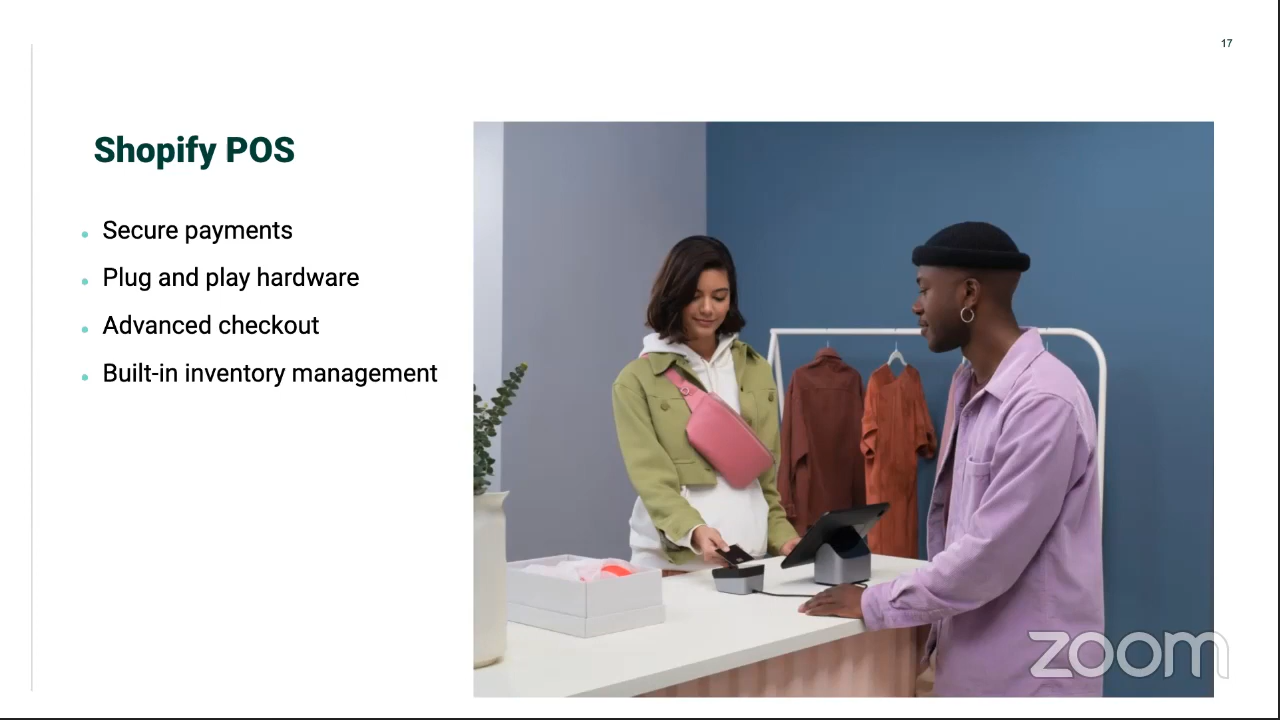 17
Shopify POS
Secure payments
Plug and play hardware
Advanced checkout
Built-in inventory management
zoom